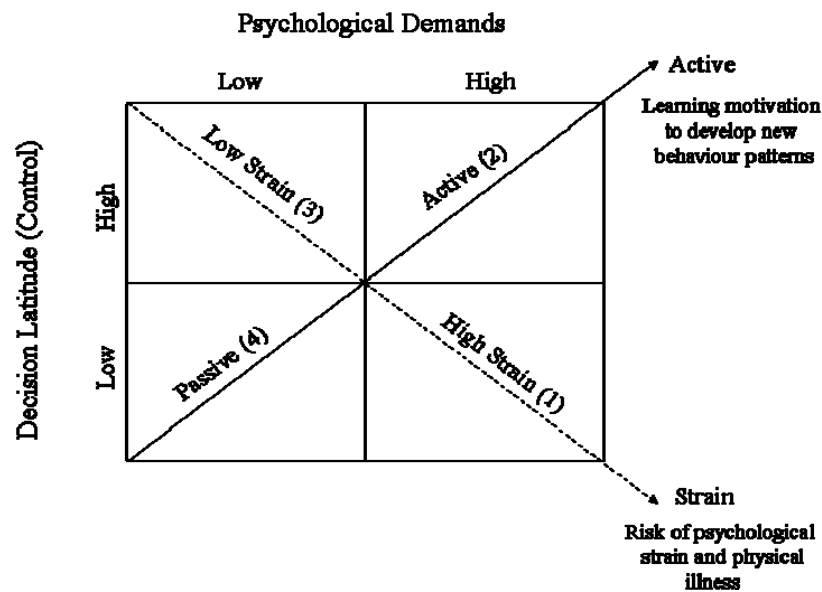 Psychological Demands
Low
High
Active
Learning motivation
to develop new
behaviour patterns
Decision Latitude (Control)
High
Low
Low Strain (3)
Active (2)
Passive (4)
High Strain (1)
Strain
Risk of psychological
strain and physical
illness